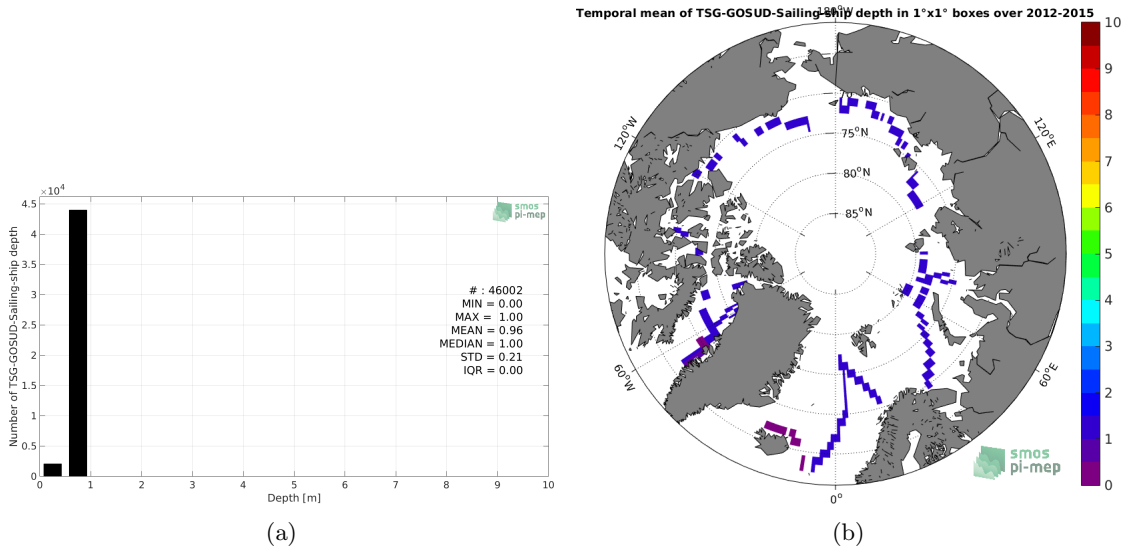 ×10⁴
4.5
4
3.5
3
2.5
2
1.5
1
0.5
0
Number of TSG-GOSUD-Sailing-ship depth
0 1 2 3 4 5 6 7 8 9 10
Depth [m]
smos
pi-mep
# : 46002
MIN = 0.00
MAX = 1.00
MEAN = 0.96
MEDIAN = 1.00
STD = 0.21
IQR = 0.00
(a)
Temporal mean of TSG-GOSUD-Sailing-ship depth in 1°x1° boxes over 2012-2015
180°W
120°W
120°E
70
75°N
80°N
85°N
60°W
60°E
0°
smos
pi-mep
10
9
8
7
6
5
4
3
2
1
0
(b)